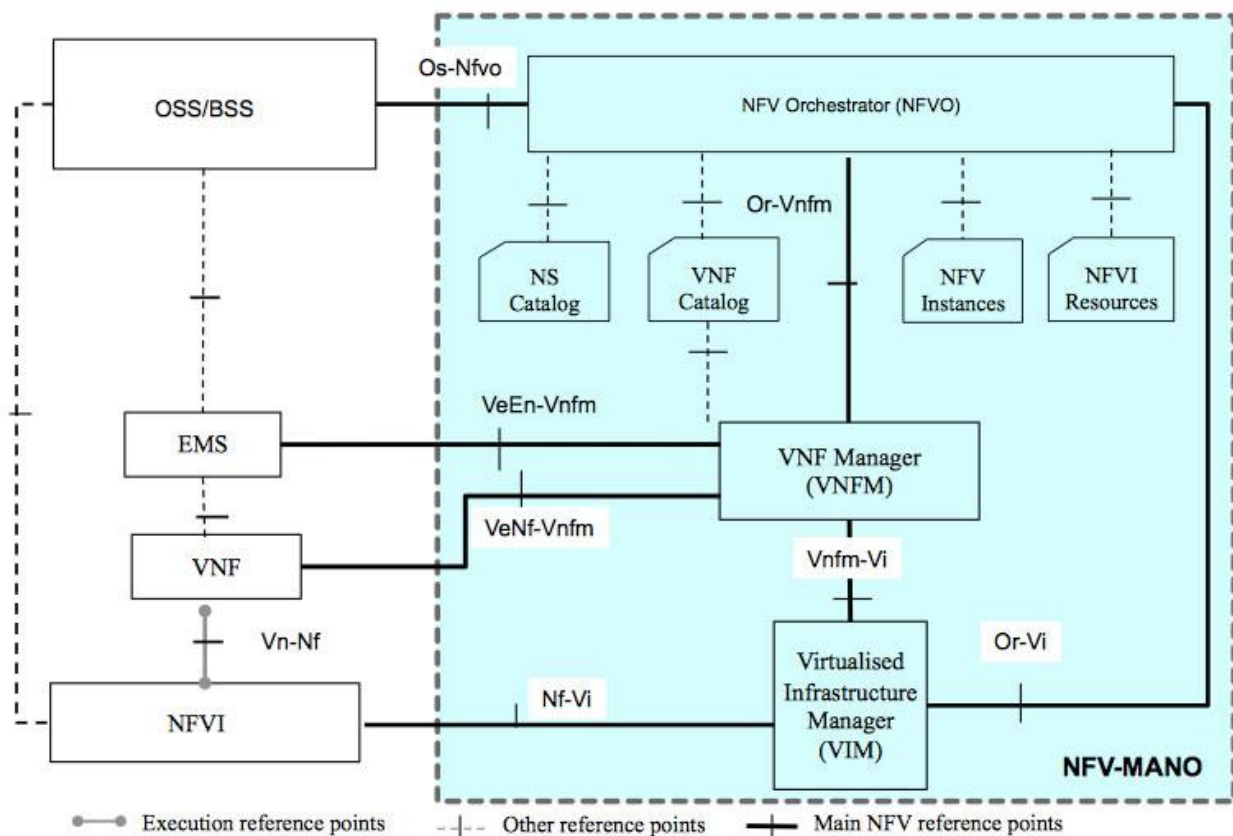 Os-Nfvo
OSS/BSS
NFV Orchestrator (NFVO)
Or-Vnfm
NS
Catalog
VNF
Catalog
NFV
Instances
NFVI
Resources
VeEn-Vnfm
EMS
VNF Manager
(VNFM)
VeNf-Vnfm
VNF
Vnfm-Vi
Vn-Nf
Or-Vi
Virtualised
Infrastructure
Manager
(VIM)
Nf-Vi
NFVI
NFV-MANO
Execution reference points
Other reference points
Main NFV reference points